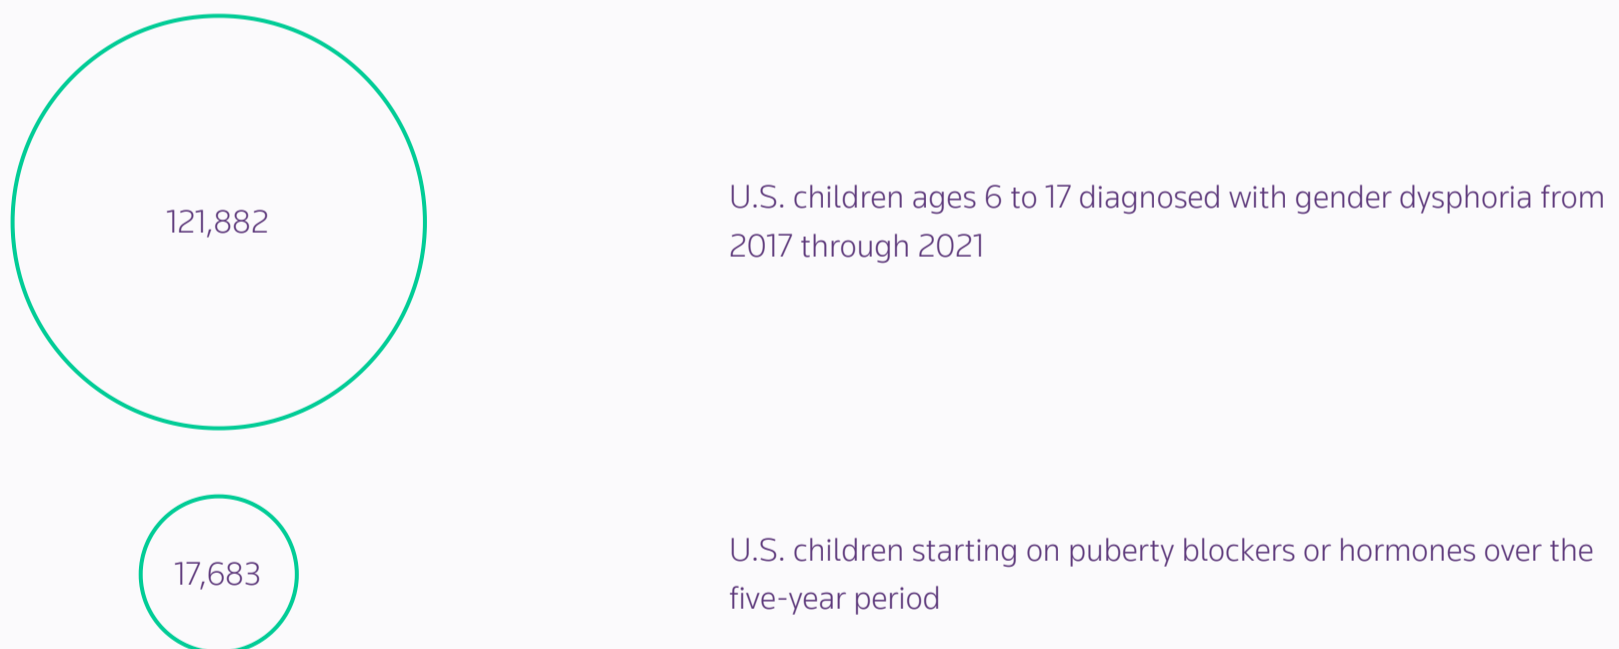 121,882
U.S. children ages 6 to 17 diagnosed with gender dysphoria from
2017 through 2021
17,683
U.S. children starting on puberty blockers or hormones over the
five-year period